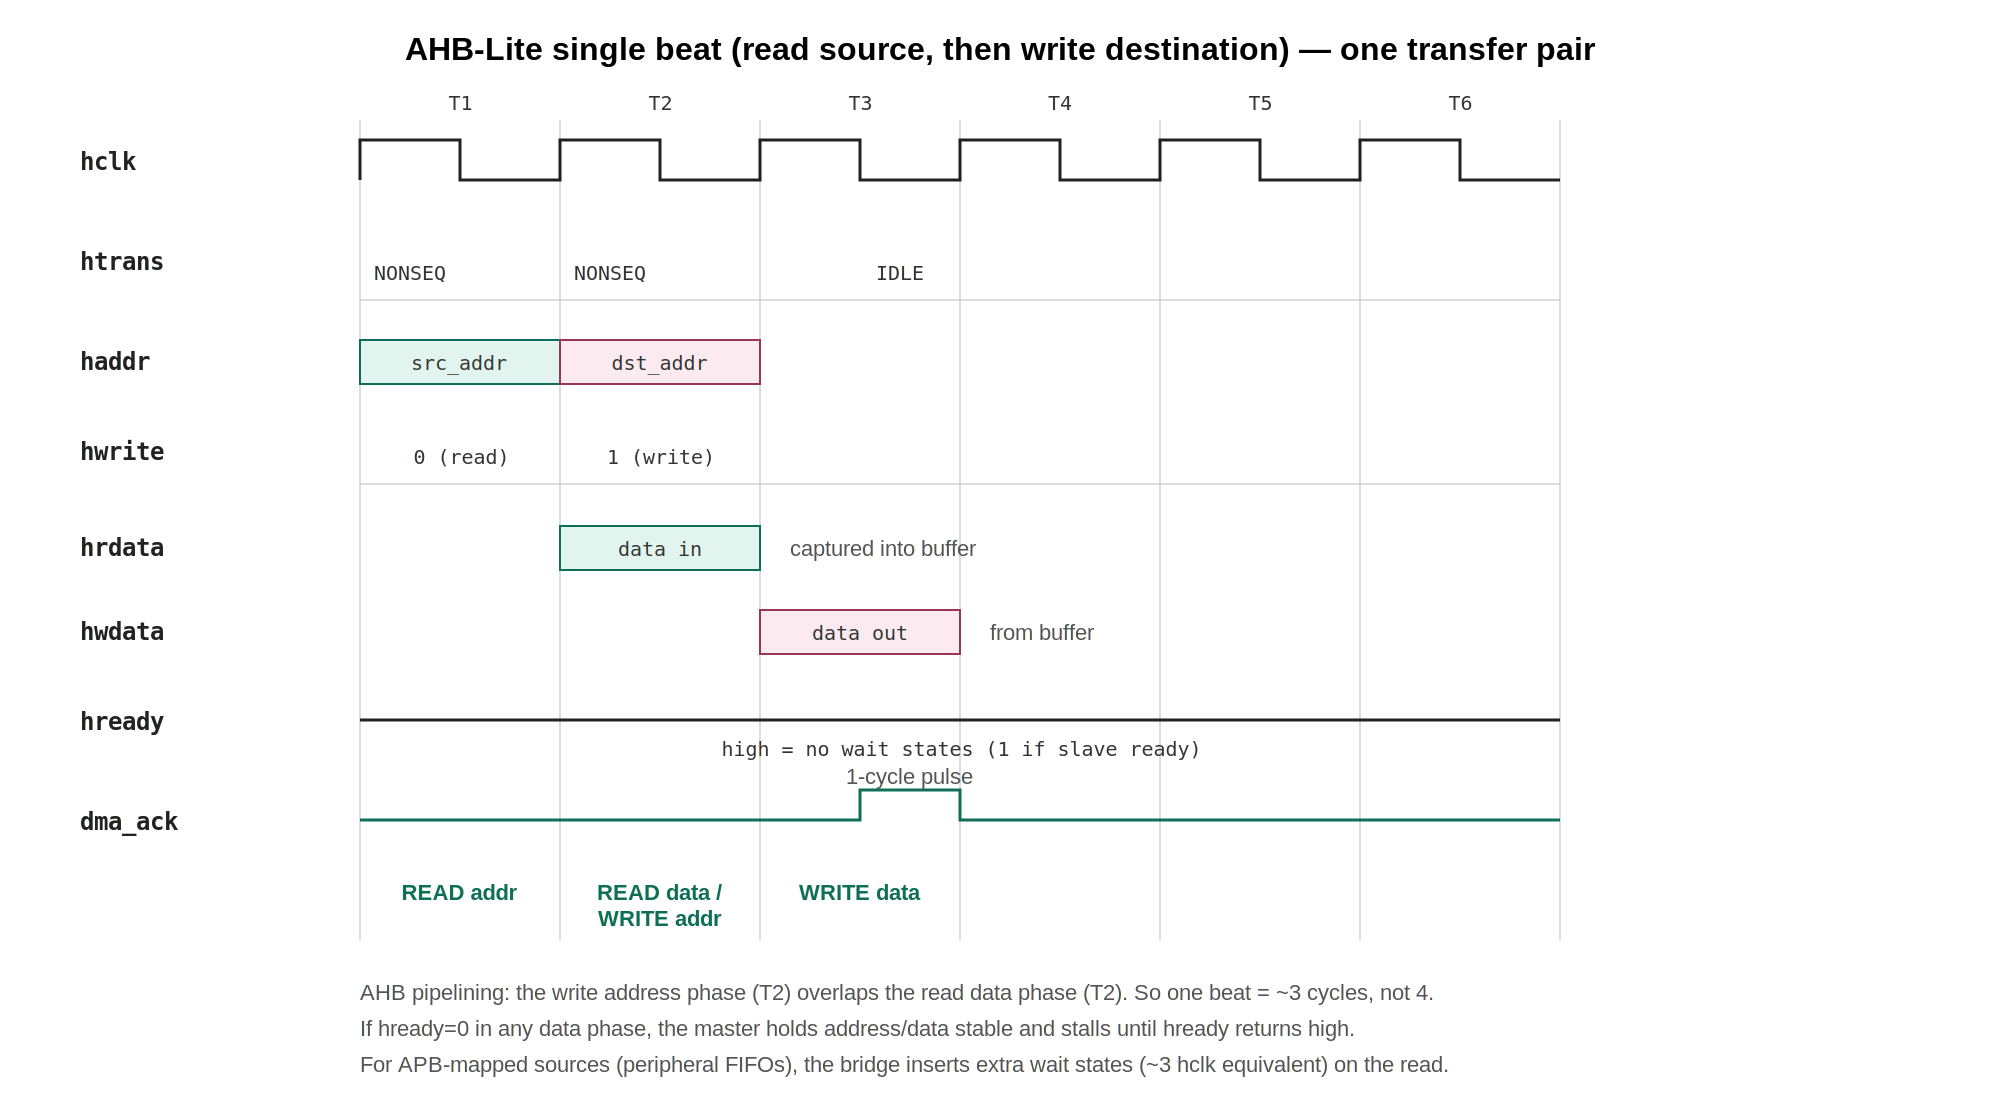 AHB-Lite single beat (read source, then write destination) — one transfer pair
T1 T2 T3 T4 T5 T6
hclk
htrans NONSEQ NONSEQ IDLE
haddr src_addr dst_addr
hwrite 0 (read) 1 (write)
hrdata data in captured into buffer
hwdata data out from buffer
hready
high = no wait states (1 if slave ready)
1-cycle pulse
dma_ack
READ addr READ data / WRITE data
WRITE addr
AHB pipelining: the write address phase (T2) overlaps the read data phase (T2). So one beat = ~3 cycles, not 4.
If hready=0 in any data phase, the master holds address/data stable and stalls until hready returns high.
For APB-mapped sources (peripheral FIFOs), the bridge inserts extra wait states (~3 hclk equivalent) on the read.